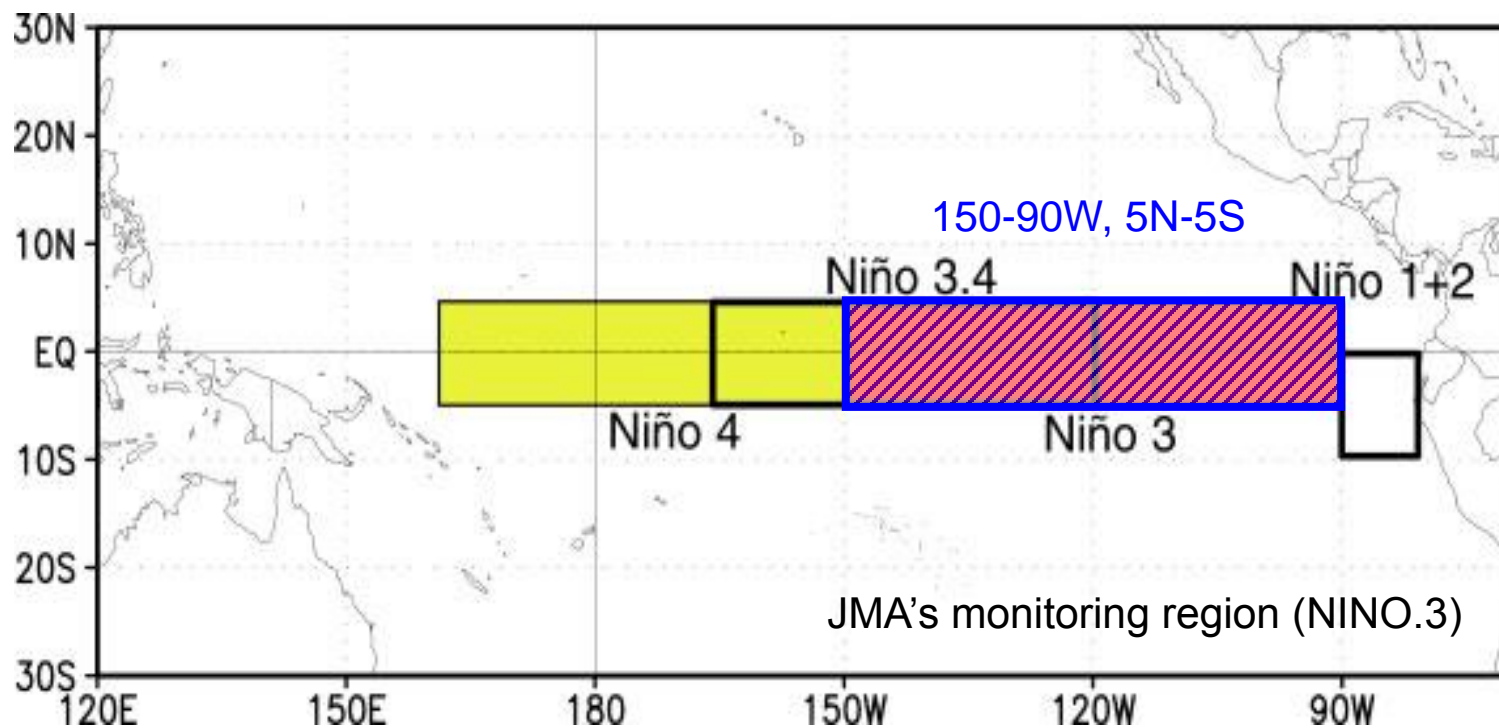 30N
20N
10N
150-90W, 5N-5S
Niño 3.4
Niño 1+2
EQ
Niño 4
Niño 3
10S
20S
JMA’s monitoring region (NINO.3)
30S
120E 150E 180 150W 120W 90W